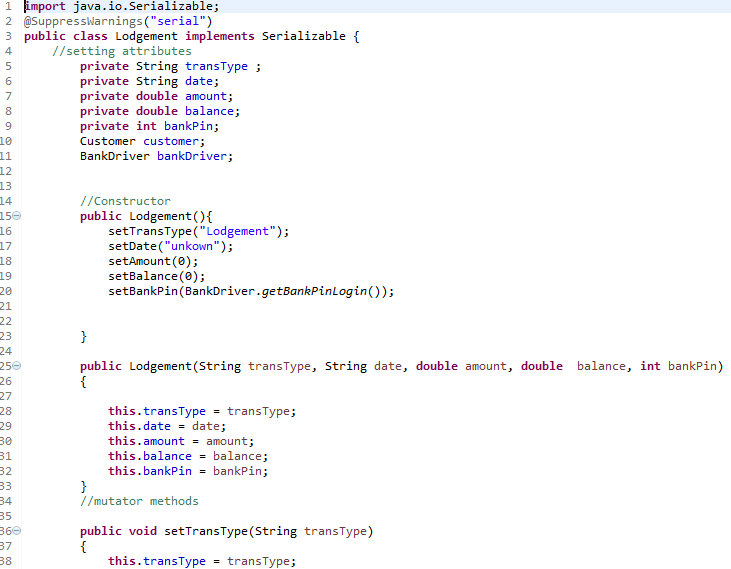 1 import java.io.Serializable;
2 @SuppressWarnings("serial")
3 public class Lodgement implements Serializable {
4 //setting attributes
5 private String transType ;
6 private String date;
7 private double amount;
8 private double balance;
9 private int bankPin;
10 Customer customer;
11 BankDriver bankDriver;
12
13
14 //Constructor
15 public Lodgement(){
16 setTransType("Lodgement");
17 setDate("unkown");
18 setAmount(0);
19 setBalance(0);
20 setBankPin(BankDriver.getBankPinLogin());
21
22
23 }
24
25 public Lodgement(String transType, String date, double amount, double  balance, int bankPin)
26 {
27
28 this.transType = transType;
29 this.date = date;
30 this.amount = amount;
31 this.balance = balance;
32 this.bankPin = bankPin;
33 }
34 //mutator methods
35
36 public void setTransType(String transType)
37 {
38 this.transType = transType;